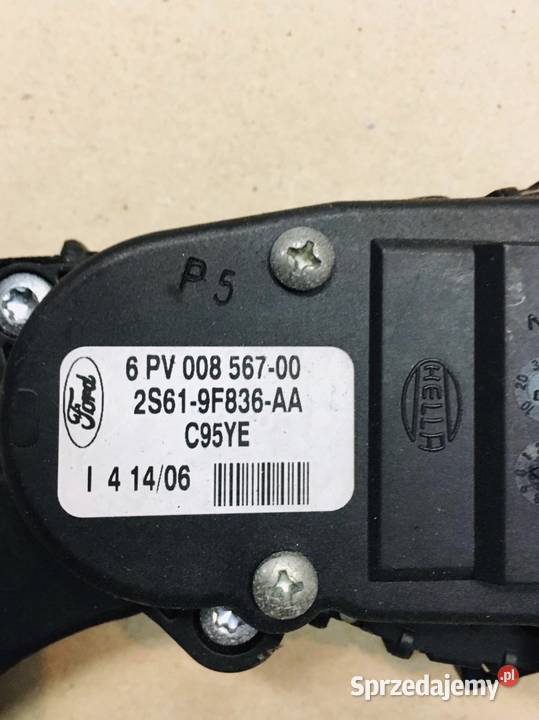 P5
Ford
6 PV 008 567-00
2S61-9F836-AA
C95YE
I 4 14/06
HELLA
Sprzedajemy.pl